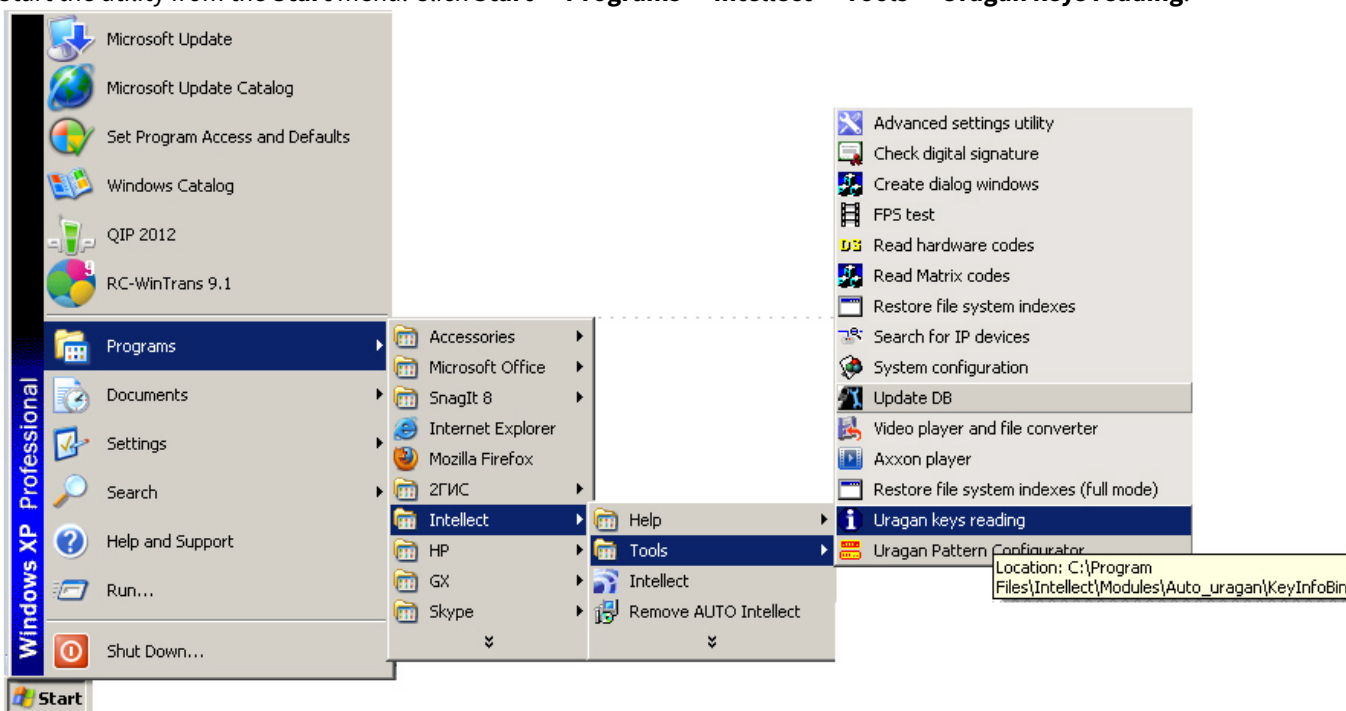 Start the utility from the Start menu: Click Start -> Programs -> Intellect -> Tools -> Uragan keys reading.
Microsoft Update
Microsoft Update Catalog
Set Program Access and Defaults
Windows Catalog
QIP 2012
RC-WinTrans 9.1
Programs
Documents
Settings
Search
Help and Support
Run...
Shut Down...
Windows XP Professional
Start
Accessories
Microsoft Office
SnagIt 8
Internet Explorer
Mozilla Firefox
2ГИС
Intellect
HP
GX
Skype
Help
Tools
Intellect
Remove AUTO Intellect
Advanced settings utility
Check digital signature
Create dialog windows
FPS test
Read hardware codes
Read Matrix codes
Restore file system indexes
Search for IP devices
System configuration
Update DB
Video player and file converter
Axxon player
Restore file system indexes (full mode)
Uragan keys reading
Uragan Pattern Configurator
Location: C:\Program
Files\Intellect\Modules\Auto_uragan\KeyInfoBin